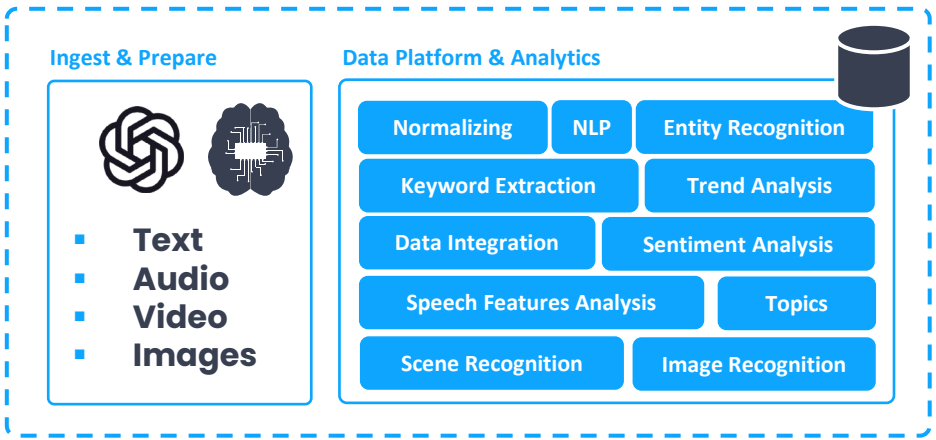 Ingest & Prepare
Text
Audio
Video
Images
Data Platform & Analytics
Normalizing
NLP
Entity Recognition
Keyword Extraction
Trend Analysis
Data Integration
Sentiment Analysis
Speech Features Analysis
Topics
Scene Recognition
Image Recognition